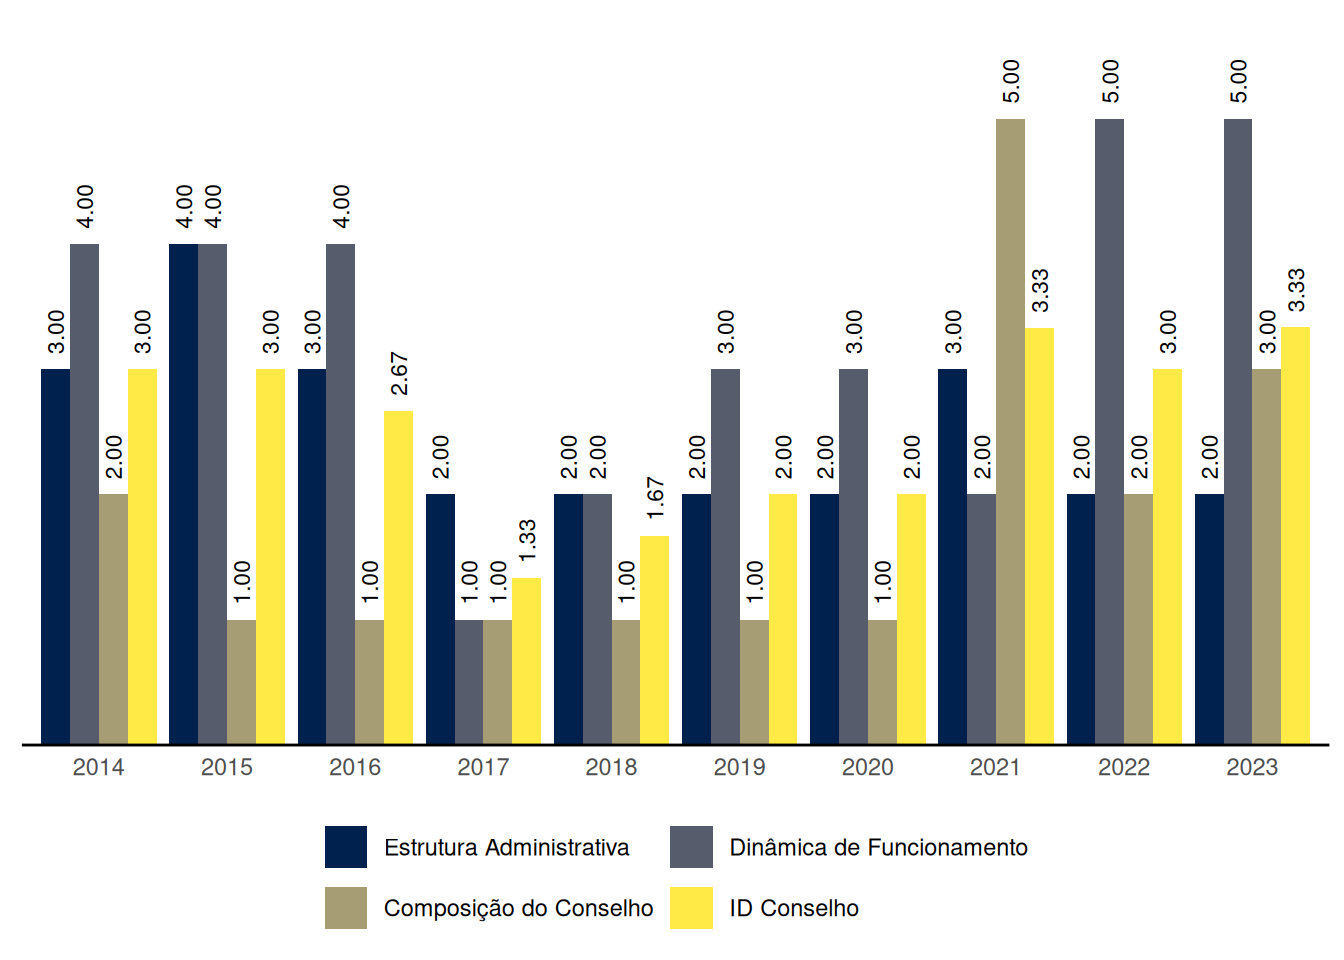 5.00 5.00 5.00
4.00 4.00 4.00 4.00
3.33 3.33
3.00 3.00 3.00 3.00 3.00 3.00 3.00 3.00 3.00
2.67
2.00 2.00 2.00 2.00 2.00 2.00 2.00 2.00 2.00 2.00 2.00 2.00
1.67
1.33
1.00 1.00 1.00 1.00 1.00 1.00 1.00
2014 2015 2016 2017 2018 2019 2020 2021 2022 2023
Estrutura Administrativa Dinâmica de Funcionamento
Composição do Conselho ID Conselho